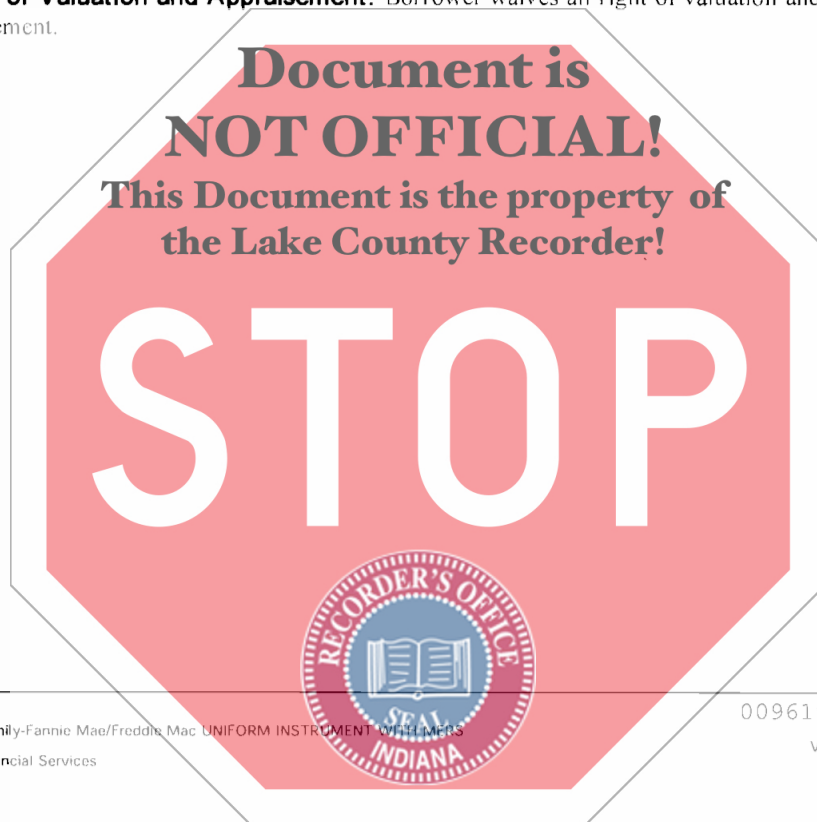 of Valuation and Appraisement. Borrower waives all right of valuation and
ement.
Document is
NOT OFFICIAL!
This Document is the property of
the Lake County Recorder!
STOP
RECORDER'S OFFICE
SEAL
INDIANA
00961
nily-Fannie Mae/Freddie Mac UNIFORM INSTRUMENT WITH MERS
V
ncial Services